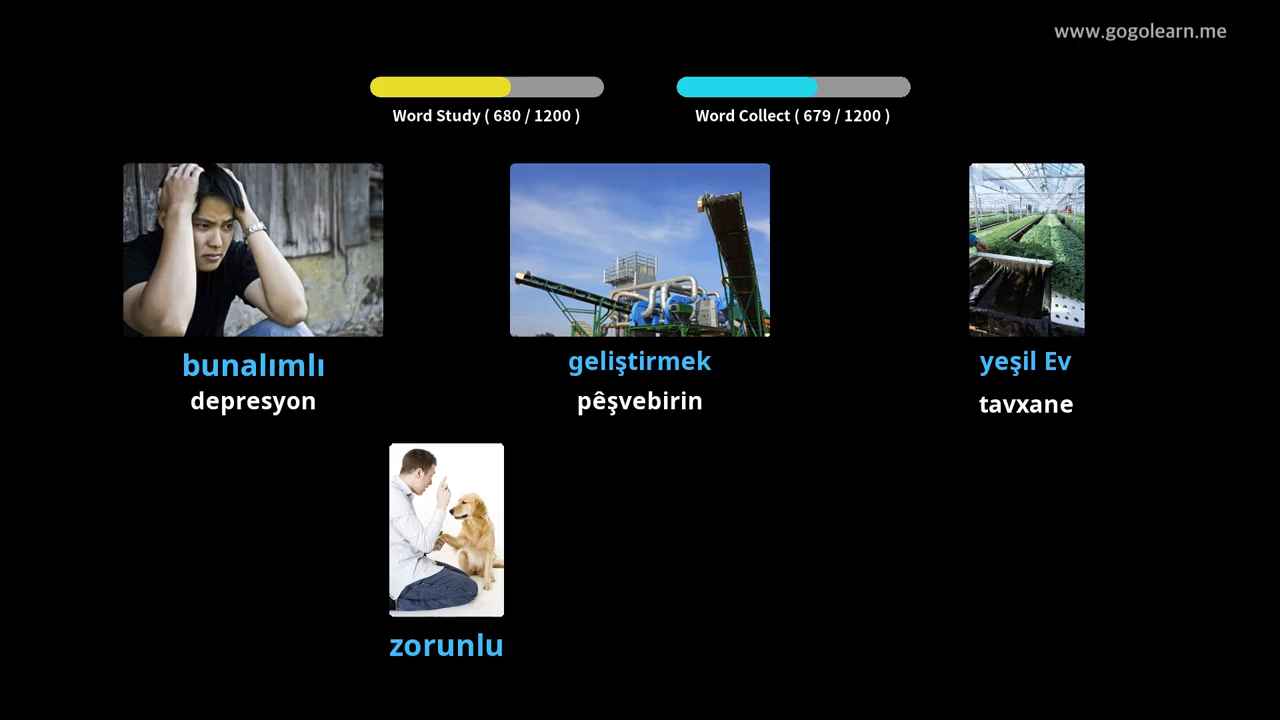 www.gogolearn.me
Word Study ( 680 / 1200 )
Word Collect ( 679 / 1200 )
bunalımlı
depresyon
geliştirmek
pêşvebirin
yeşil Ev
tavxane
zorunlu